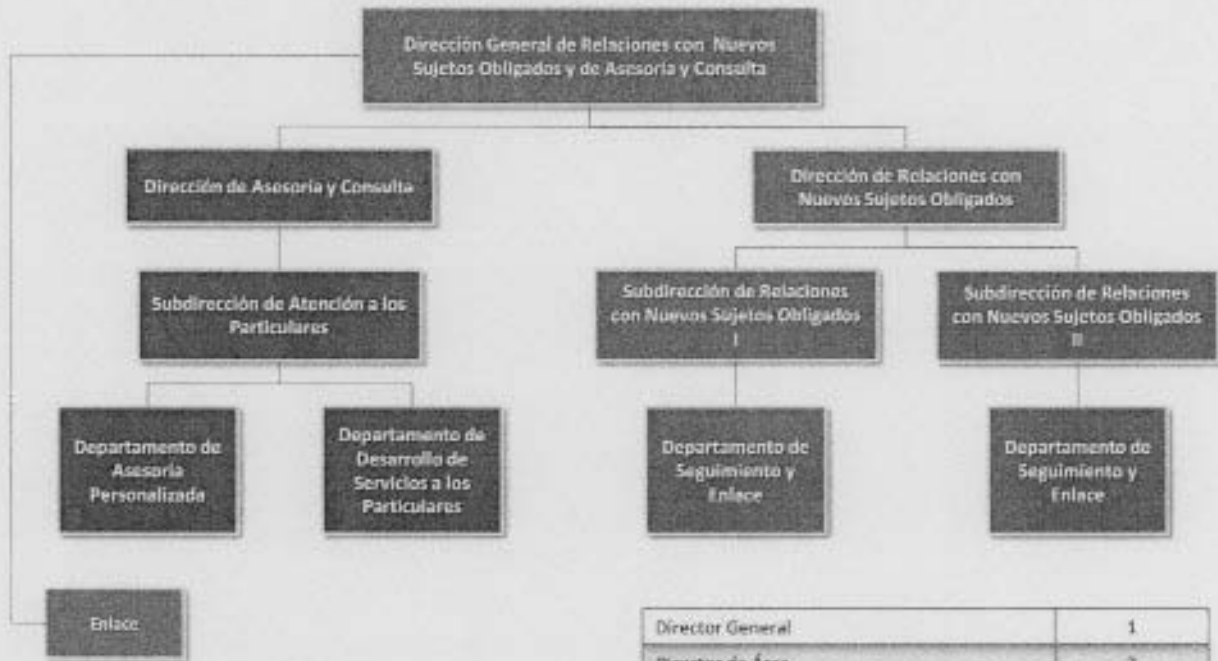 Dirección General de Relaciones con Nuevos
Sujetos Obligados y de Asesoría y Consulta
Dirección de Asesoría y Consulta
Dirección de Relaciones con
Nuevos Sujetos Obligados
Subdirección de Atención a los
Particulares
Subdirección de Relaciones
con Nuevos Sujetos Obligados
I
Subdirección de Relaciones
con Nuevos Sujetos Obligados
II
Departamento de
Asesoría
Personalizada
Departamento de
Desarrollo de
Servicios a los
Particulares
Departamento de
Seguimiento y
Enlace
Departamento de
Seguimiento y
Enlace
Enlace
Director General 1
Director de Área